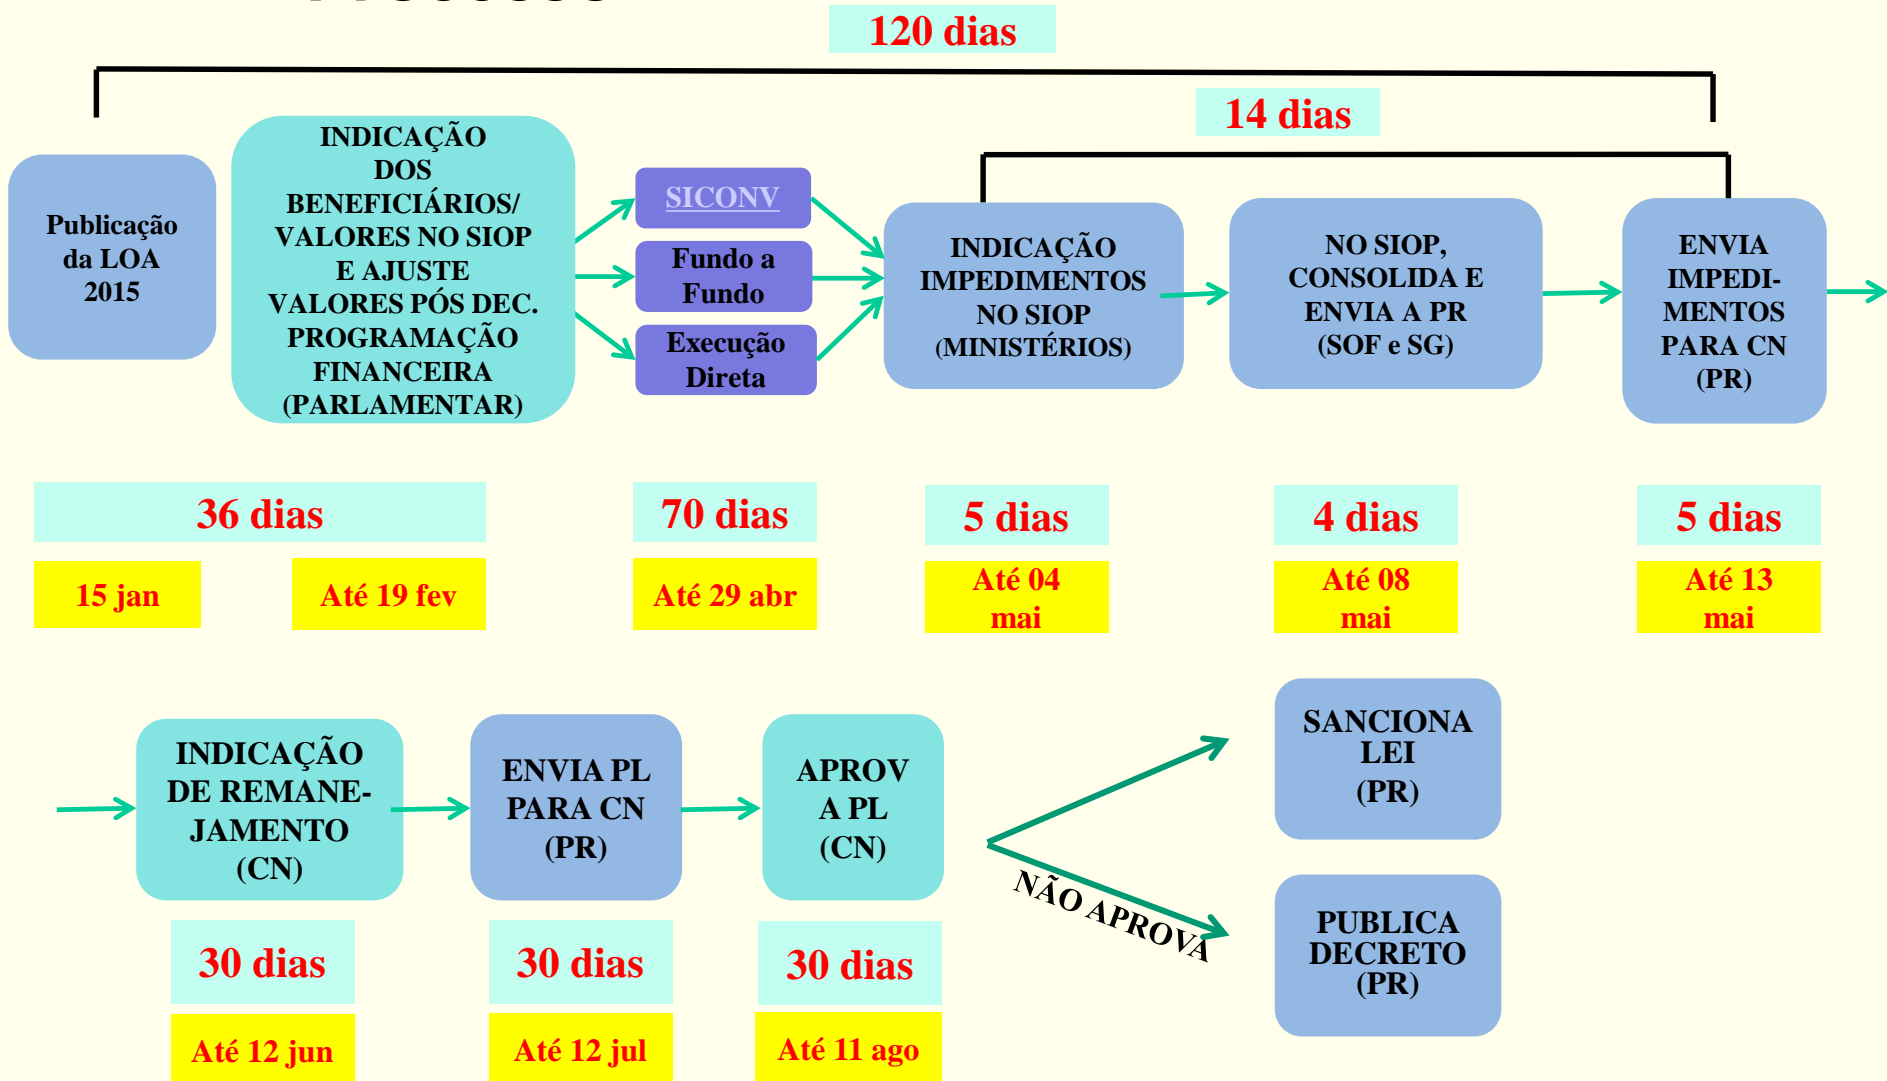 120 dias
14 dias
Publicação
da LOA
2015
INDICAÇÃO
DOS
BENEFICIÁRIOS/
VALORES NO SIOP
E AJUSTE
VALORES PÓS DEC.
PROGRAMAÇÃO
FINANCEIRA
(PARLAMENTAR)
SICONV
Fundo a
Fundo
Execução
Direta
INDICAÇÃO
IMPEDIMENTOS
NO SIOP
(MINISTÉRIOS)
NO SIOP,
CONSOLIDA E
ENVIA A PR
(SOF e SG)
ENVIA
IMPEDI-
MENTOS
PARA CN
(PR)
36 dias
70 dias
5 dias
4 dias
5 dias
15 jan
Até 19 fev
Até 29 abr
Até 04
mai
Até 08
mai
Até 13
mai
INDICAÇÃO
DE REMANE-
JAMENTO
(CN)
ENVIA PL
PARA CN
(PR)
APROV
A PL
(CN)
NÃO APROVA
SANCIONA
LEI
(PR)
PUBLICA
DECRETO
(PR)
30 dias
30 dias
30 dias
Até 12 jun
Até 12 jul
Até 11 ago